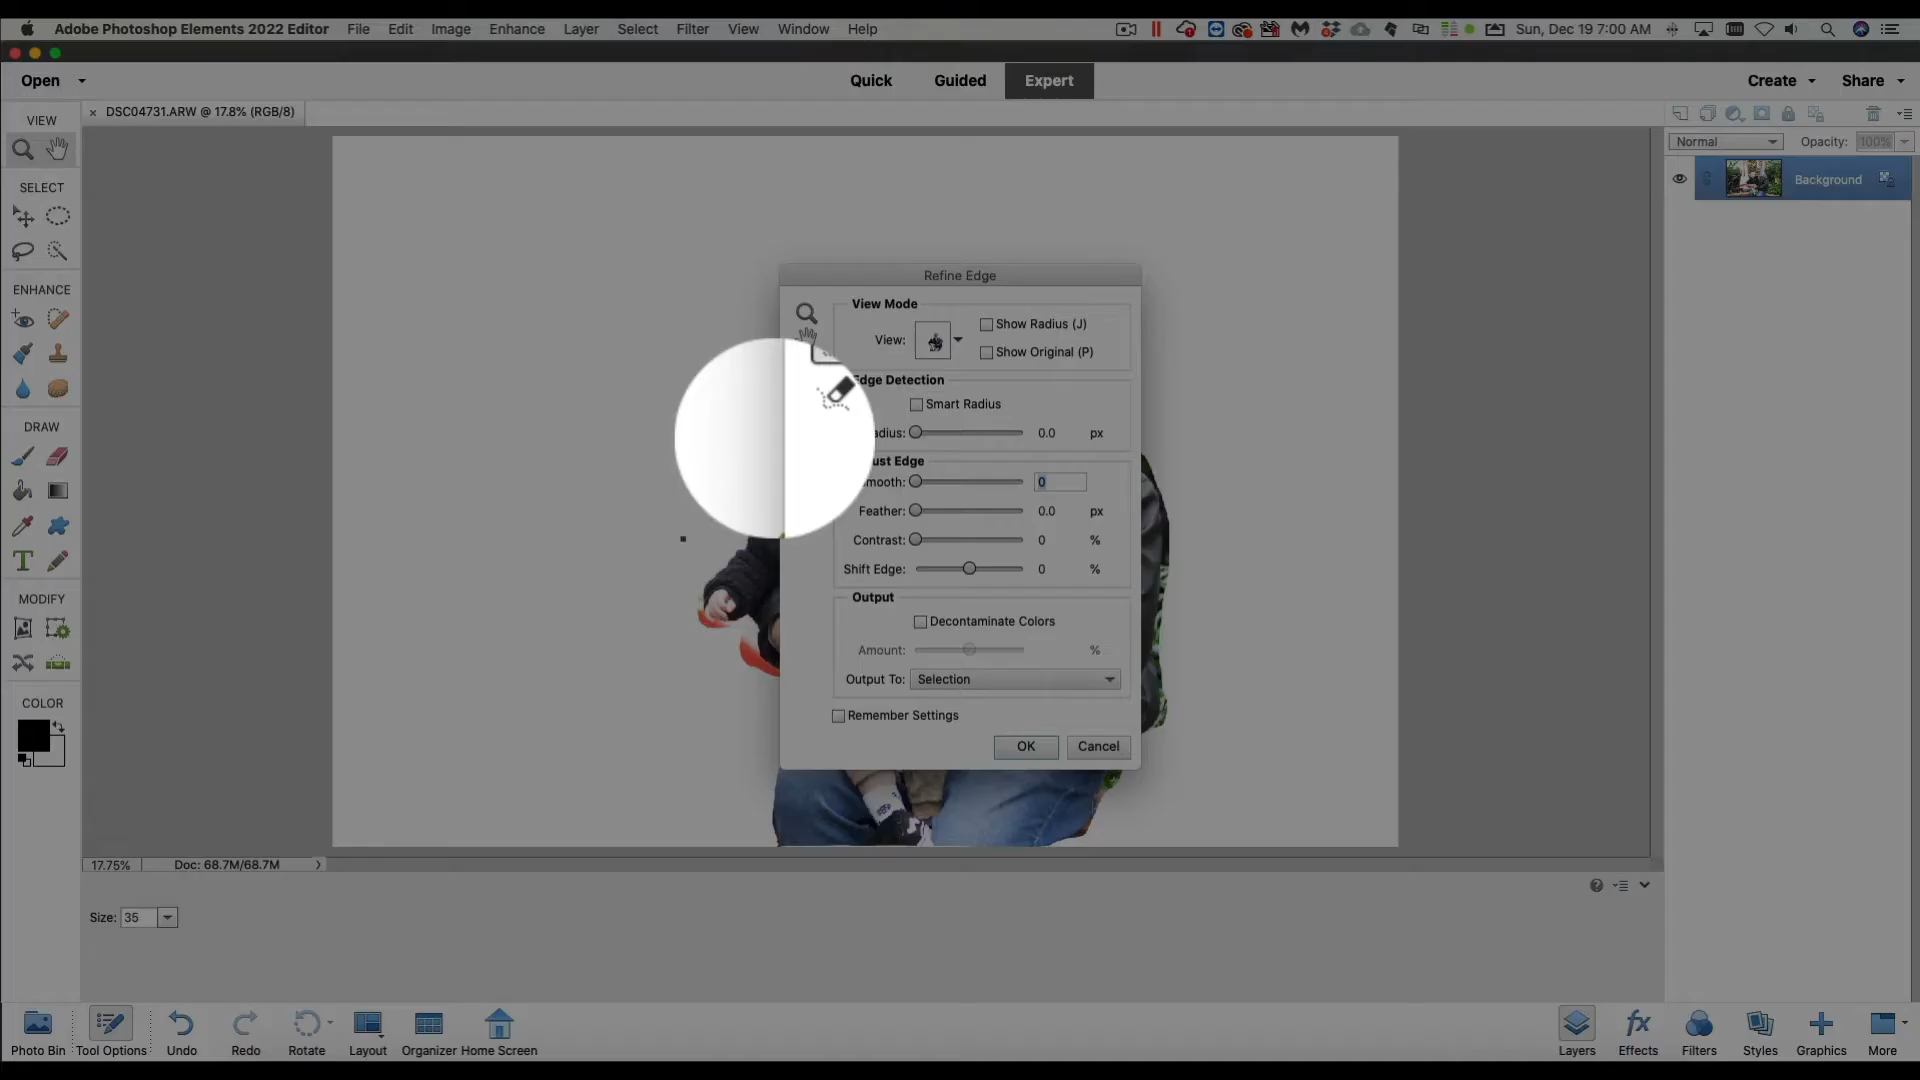 Adobe Photoshop Elements 2022 Editor File Edit Image Enhance Layer Select Filter View Window Help Sun, Dec 19 7:00 AM
Open Quick Guided Expert Create Share
× DSC04731.ARW @ 17.8% (RGB/8)
VIEW
SELECT
ENHANCE
DRAW
T
MODIFY
COLOR
Normal Opacity: 100%
Background
Refine Edge
View Mode
View:
Show Radius (J)
Show Original (P)
Edge Detection
Smart Radius
adius: 0.0 px
ust Edge
mooth: 0
Feather: 0.0 px
Contrast: 0 %
Shift Edge: 0 %
Output
Decontaminate Colors
Amount: %
Output To: Selection
Remember Settings
OK Cancel
17.75% Doc: 68.7M/68.7M
Size: 35
Photo Bin Tool Options Undo Redo Rotate Layout Organizer Home Screen
fx
Layers Effects Filters Styles Graphics More